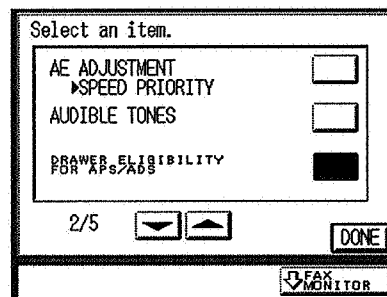 Select an item.
AE ADJUSTMENT
▶SPEED PRIORITY
AUDIBLE TONES
DRAWER ELIGIBILITY
FOR APS/ADS
2/5
DONE
FAX
MONITOR